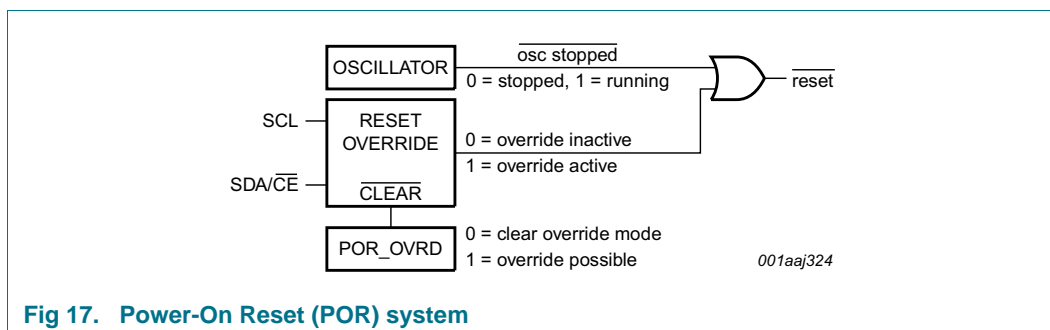 OSCILLATOR
osc stopped
0 = stopped, 1 = running
reset
SCL
RESET
OVERRIDE
0 = override inactive
1 = override active
SDA/CE
CLEAR
POR_OVRD
0 = clear override mode
1 = override possible
001aaj324
Fig 17. Power-On Reset (POR) system